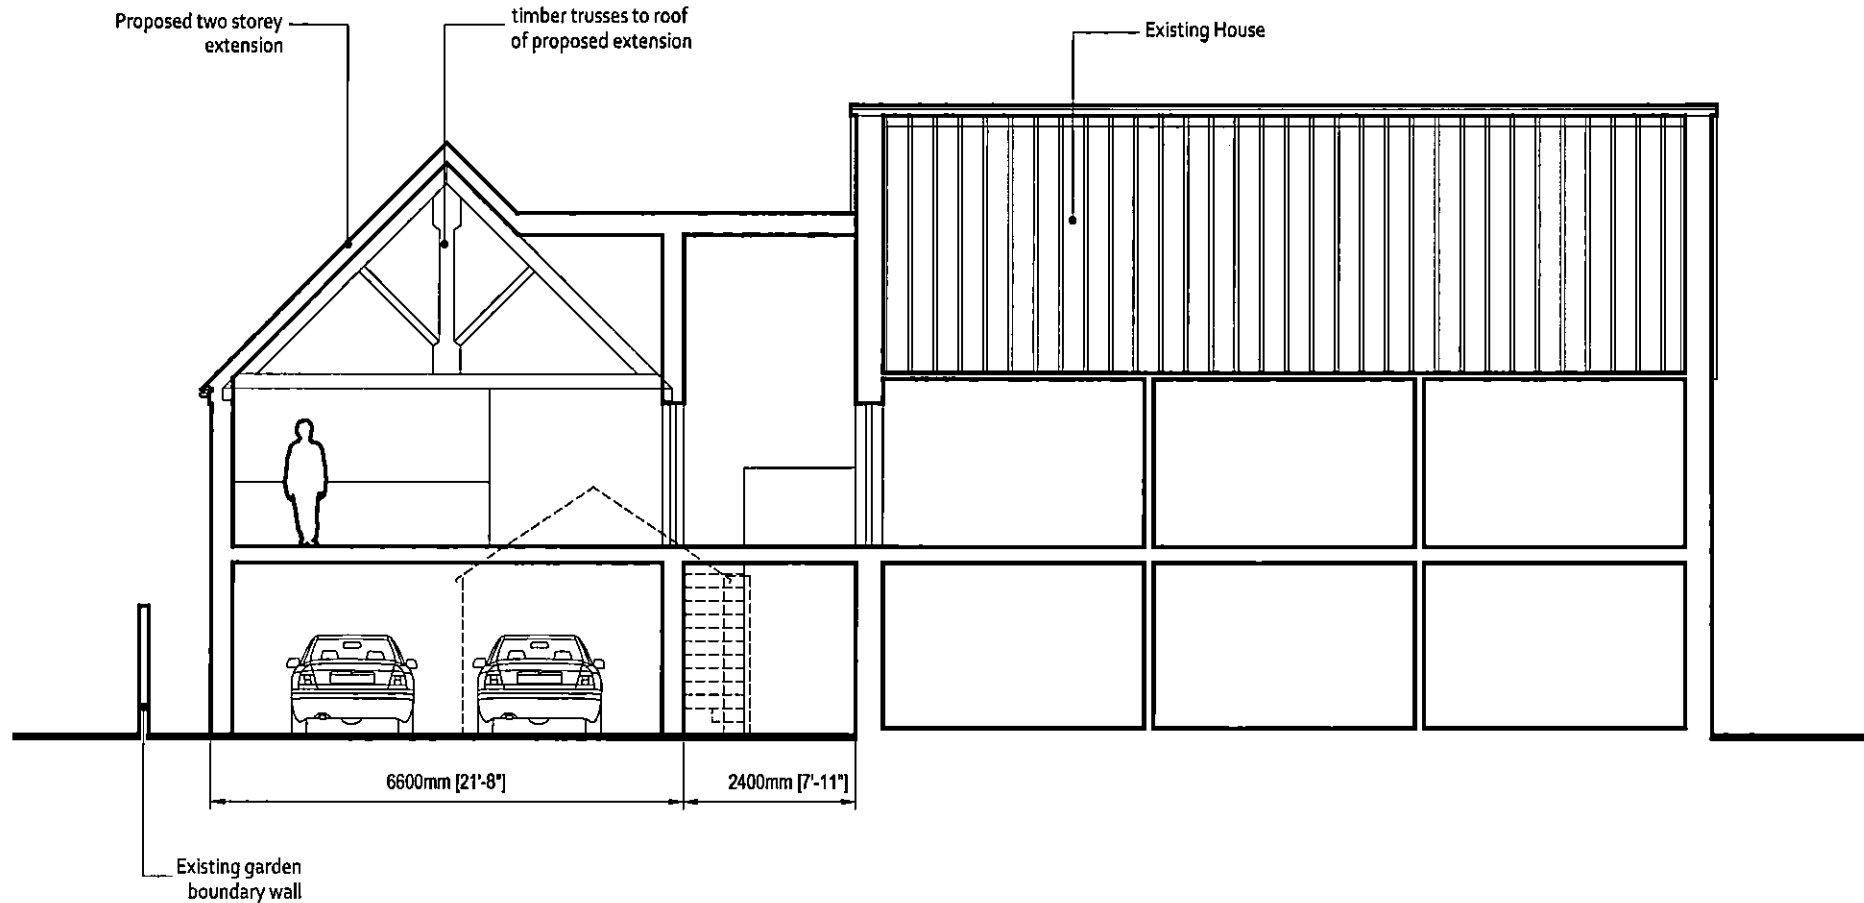 Proposed two storey
extension
timber trusses to roof
of proposed extension
Existing House
6600mm [21'-8"]
2400mm [7'-11"]
Existing garden
boundary wall